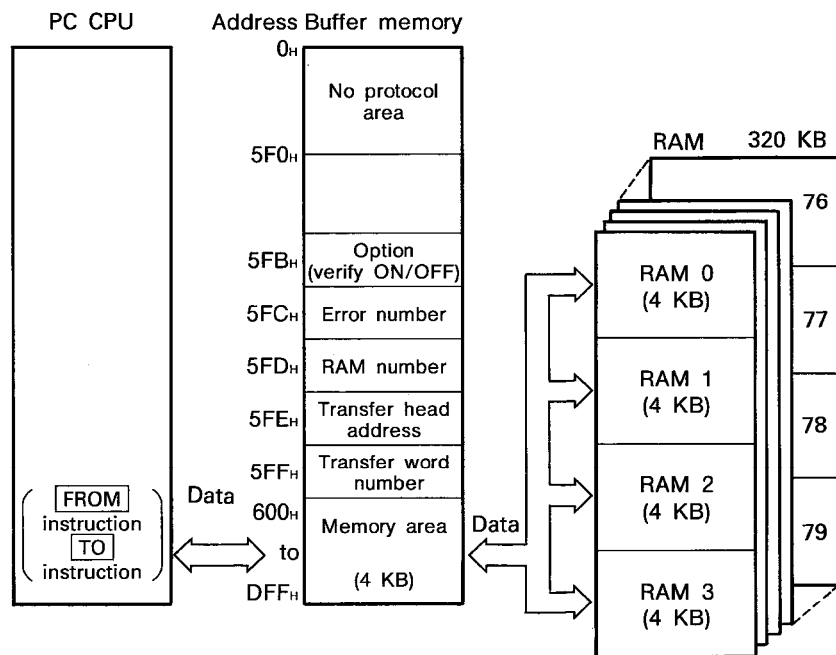 PC CPU
Address Buffer memory
0H
No protocol
area
5F0H
5FBH
Option
(verify ON/OFF)
5FCH
Error number
5FDH
RAM number
5FEH
Transfer head
address
5FFH
Transfer word
number
600H
to
DFFH
Memory area
(4 KB)
FROM
instruction
TO
instruction
Data
Data
RAM 320 KB
76
77
78
79
RAM 0
(4 KB)
RAM 1
(4 KB)
RAM 2
(4 KB)
RAM 3
(4 KB)